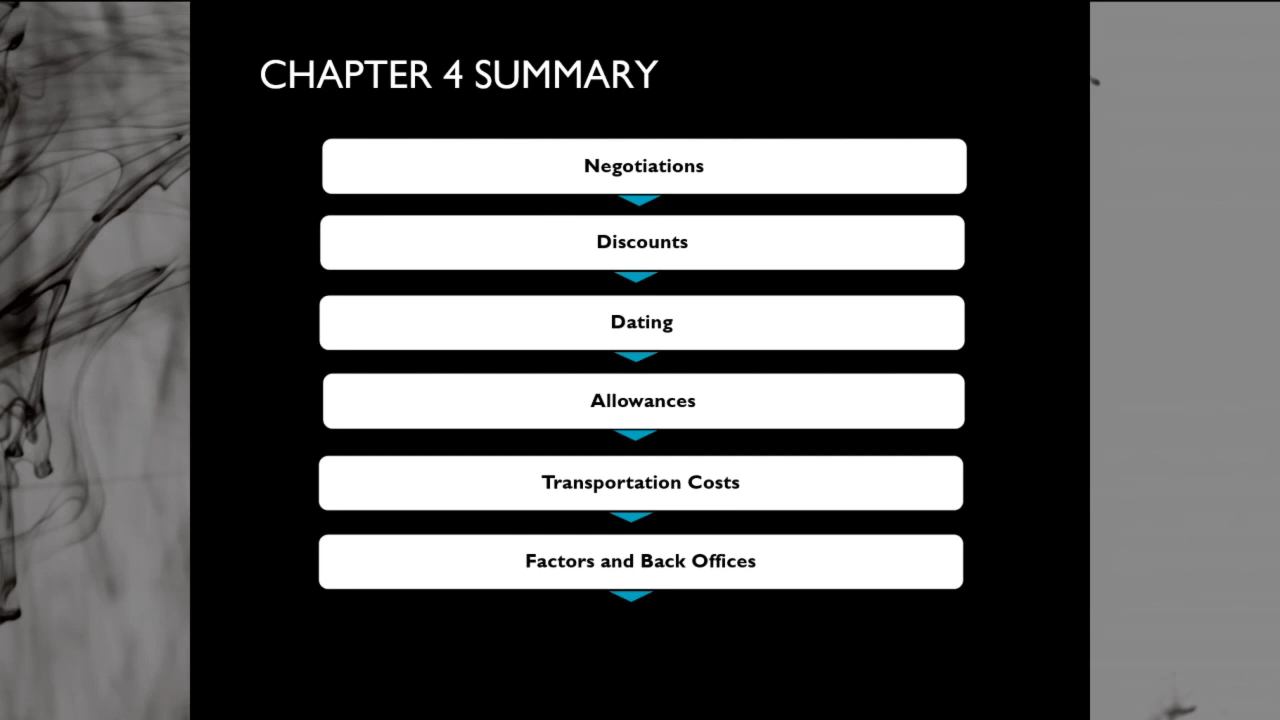 CHAPTER 4 SUMMARY
Negotiations
Discounts
Dating
Allowances
Transportation Costs
Factors and Back Offices